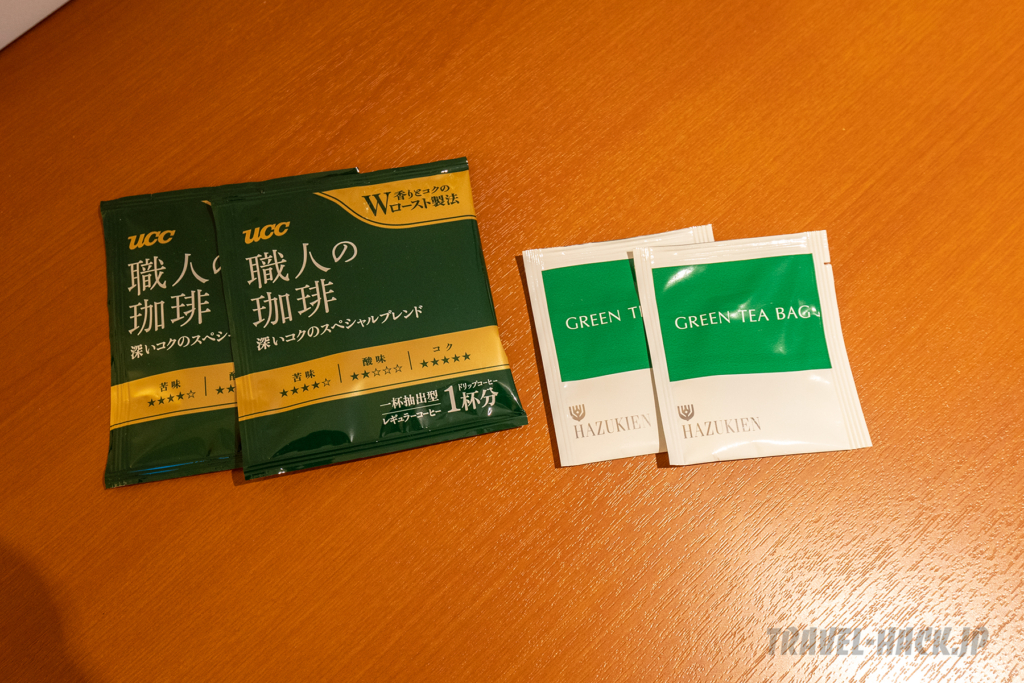 ucc
職人の
珈琲
深いコクのスペシ
苦味
★★★★☆
ucc
香りとコクの
Wロースト製法
職人の
珈琲
深いコクのスペシャルブレンド
苦味
★★★★☆
酸味
★★☆☆☆
コク
★★★★★
一杯抽出型
レギュラーコーヒー
ドリップコーヒー
1杯分
GREEN T
HAZUKIEN
GREEN TEA BAG
HAZUKIEN
TRAVEL-HACK.JP